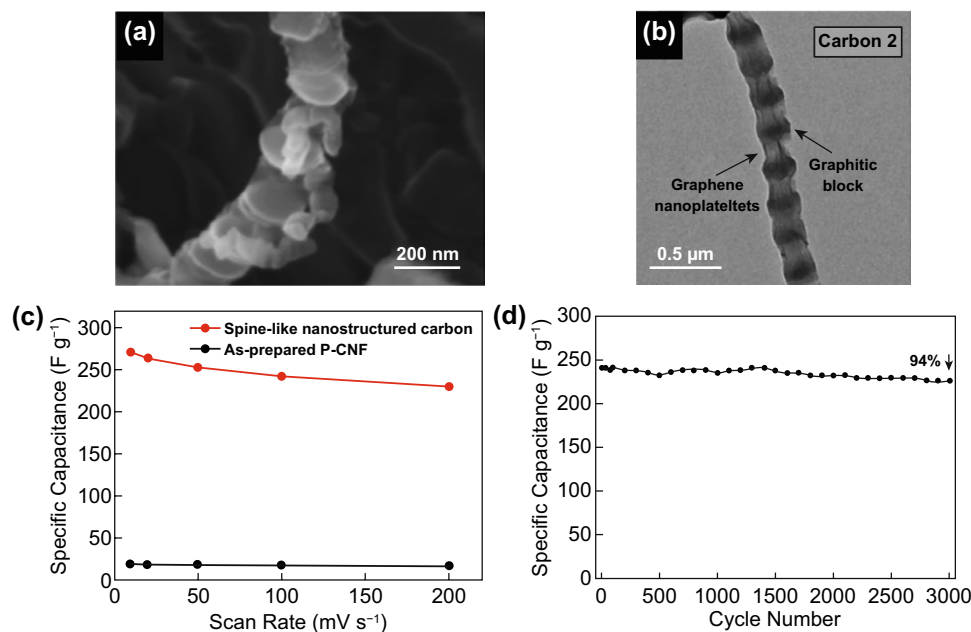 (a)
200 nm
(b)
Carbon 2
Graphene
nanoplateltets
Graphitic
block
0.5 µm
(c)
Specific Capacitance (F g⁻¹)
300
250
200
150
100
50
0
Spine-like nanostructured carbon
As-prepared P-CNF
0 50 100 150 200
Scan Rate (mV s⁻¹)
(d)
Specific Capacitance (F g⁻¹)
300
250
200
150
100
50
0
94%
0 500 1000 1500 2000 2500 3000
Cycle Number